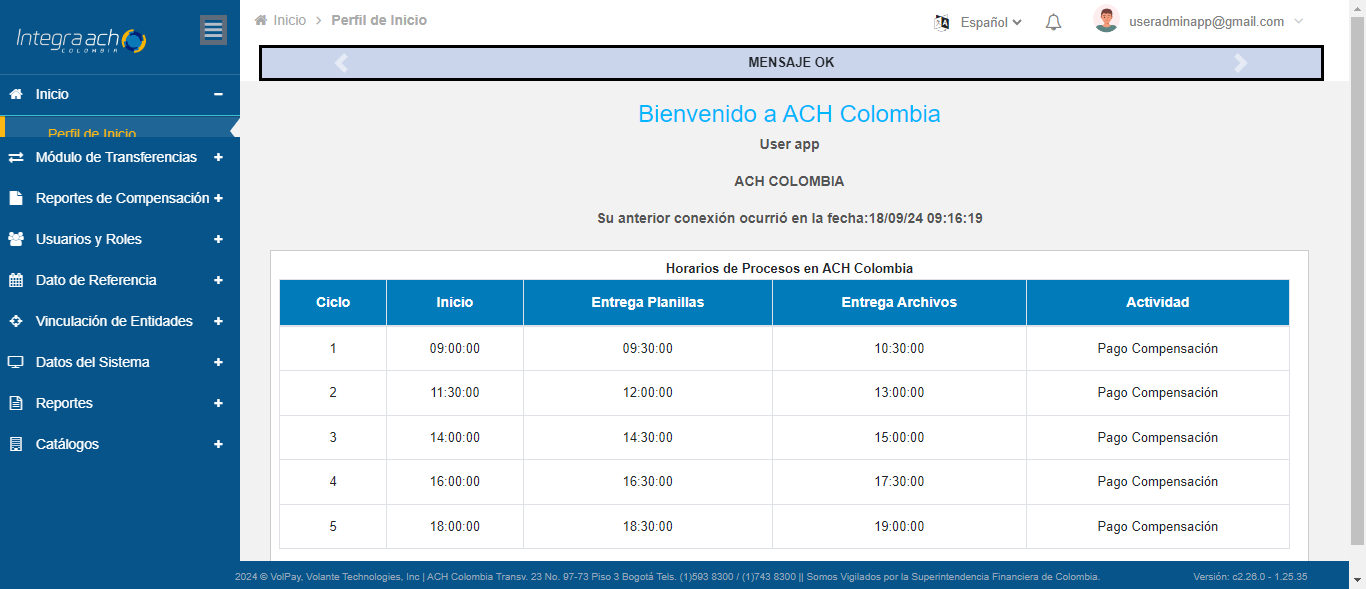 Integra ach
COLOMBIA
Inicio
Perfil de Inicio
Módulo de Transferencias
Reportes de Compensación
Usuarios y Roles
Dato de Referencia
Vinculación de Entidades
Datos del Sistema
Reportes
Catálogos
Inicio > Perfil de Inicio
Español
useradminapp@gmail.com
MENSAJE OK
Bienvenido a ACH Colombia
User app
ACH COLOMBIA
Su anterior conexión ocurrió en la fecha:18/09/24 09:16:19
Horarios de Procesos en ACH Colombia
Ciclo Inicio Entrega Planillas Entrega Archivos Actividad
1 09:00:00 09:30:00 10:30:00 Pago Compensación
2 11:30:00 12:00:00 13:00:00 Pago Compensación
3 14:00:00 14:30:00 15:00:00 Pago Compensación
4 16:00:00 16:30:00 17:30:00 Pago Compensación
5 18:00:00 18:30:00 19:00:00 Pago Compensación
2024 © VolPay, Volante Technologies, Inc | ACH Colombia Transv. 23 No. 97-73 Piso 3 Bogotá Tels. (1)593 8300 / (1)743 8300 || Somos Vigilados por la Superintendencia Financiera de Colombia.
Versión: c2.26.0 - 1.25.35